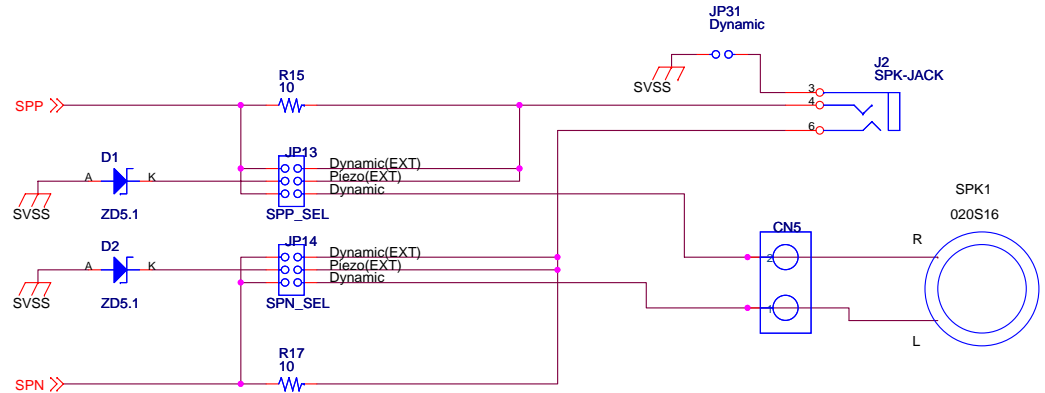 JP31
Dynamic
J2
SPK-JACK
SVSS
3
4
6
R15
10
SPP
D1
A
K
SVSS
ZD5.1
JP13
Dynamic(EXT)
Piezo(EXT)
Dynamic
SPP_SEL
D2
A
K
SVSS
ZD5.1
JP14
Dynamic(EXT)
Piezo(EXT)
Dynamic
SPN_SEL
CN5
2
1
SPK1
020S16
R
L
R17
10
SPN